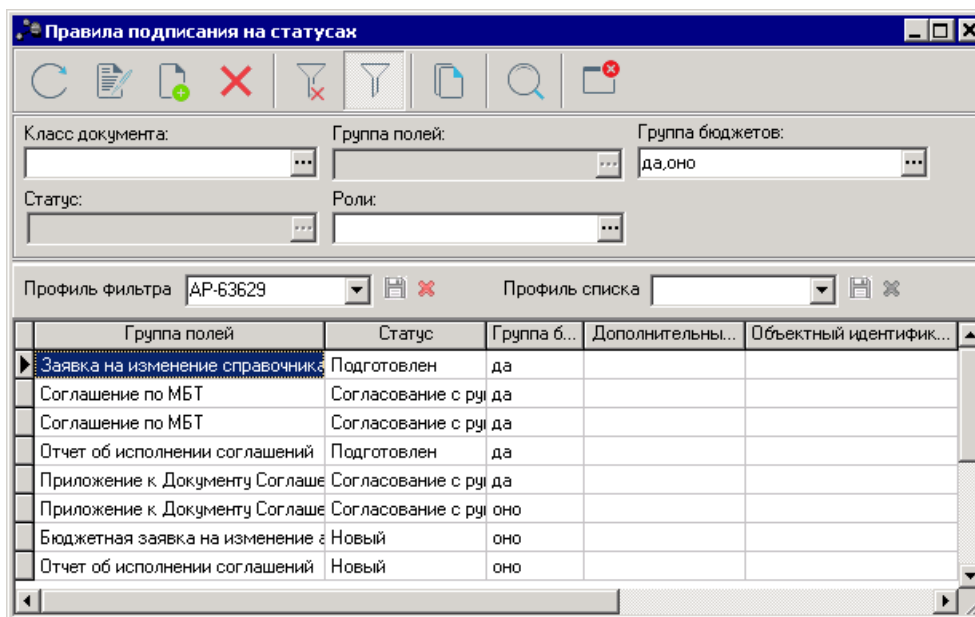 Правила подписания на статусах
Класс документа: Группа полей: Группа бюджетов:
да,оно
Статус: Роли:
Профиль фильтра АР-63629 Профиль списка
Группа полей Статус Группа б... Дополнительны... Объектный идентифик...
Заявка на изменение справочника Подготовлен да
Соглашение по МБТ Согласование с ру да
Соглашение по МБТ Согласование с ру да
Отчет об исполнении соглашений Подготовлен да
Приложение к Документу Соглаше Согласование с ру да
Приложение к Документу Соглаше Согласование с ру оно
Бюджетная заявка на изменение а Новый оно
Отчет об исполнении соглашений Новый оно